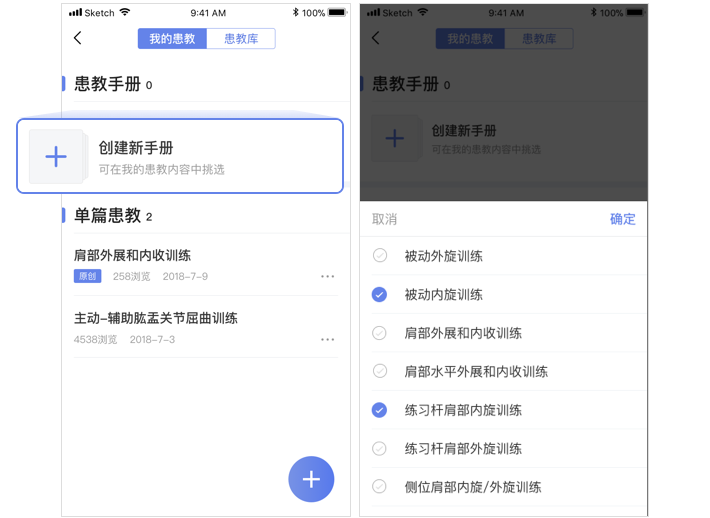 Sketch 9:41 AM 100%
我的患教 患教库
患教手册 0
创建新手册
可在我的患教内容中挑选
单篇患教 2
肩部外展和内收训练
原创 258浏览 2018-7-9
主动-辅助肱盂关节屈曲训练
4538浏览 2018-7-3
Sketch 9:41 AM 100%
我的患教 患教库
患教手册 0
创建新手册
可在我的患教内容中挑选
取消 确定
被动外旋训练
被动内旋训练
肩部外展和内收训练
肩部水平外展和内收训练
练习杆肩部内旋训练
练习杆肩部外旋训练
侧位肩部内旋/外旋训练